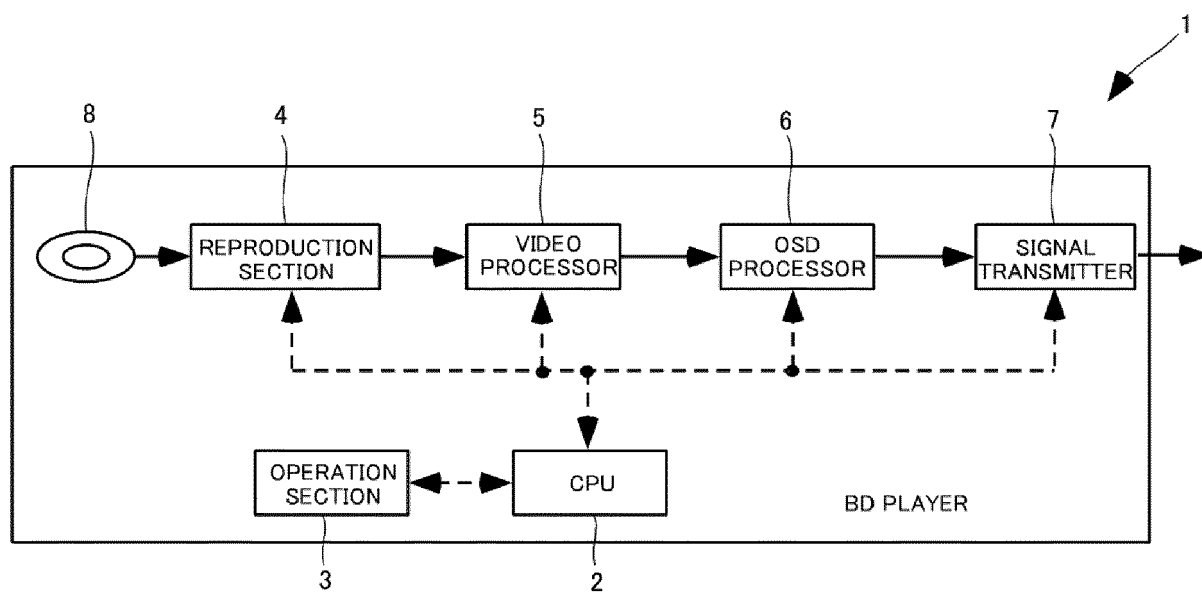 1
8
4
5
6
7
REPRODUCTION
SECTION
VIDEO
PROCESSOR
OSD
PROCESSOR
SIGNAL
TRANSMITTER
OPERATION
SECTION
CPU
BD PLAYER
3
2